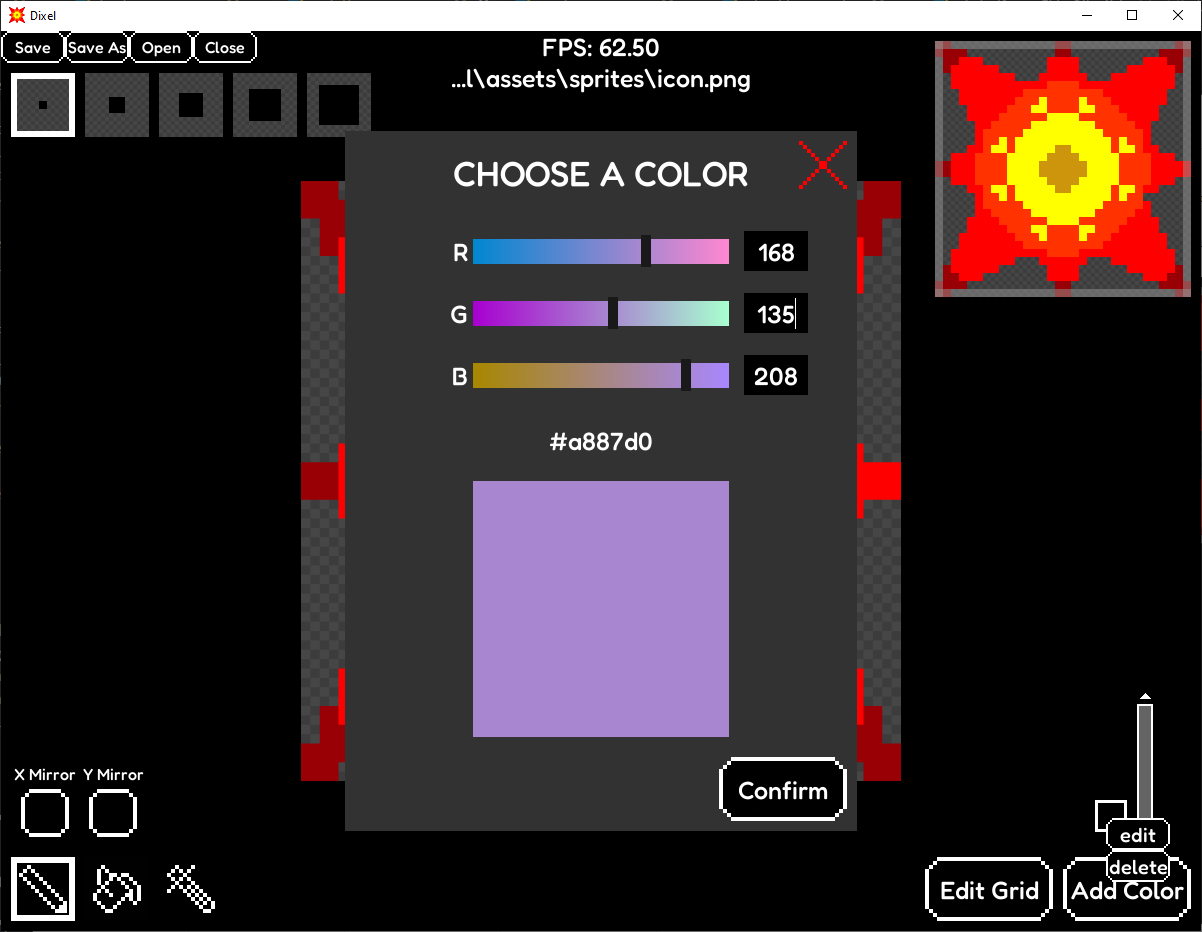 Dixel
Save
Save As
Open
Close
FPS: 62.50
...l\assets\sprites\icon.png
CHOOSE A COLOR
R
168
G
135
B
208
#a887d0
Confirm
X Mirror
Y Mirror
edit
delete
Edit Grid
Add Color